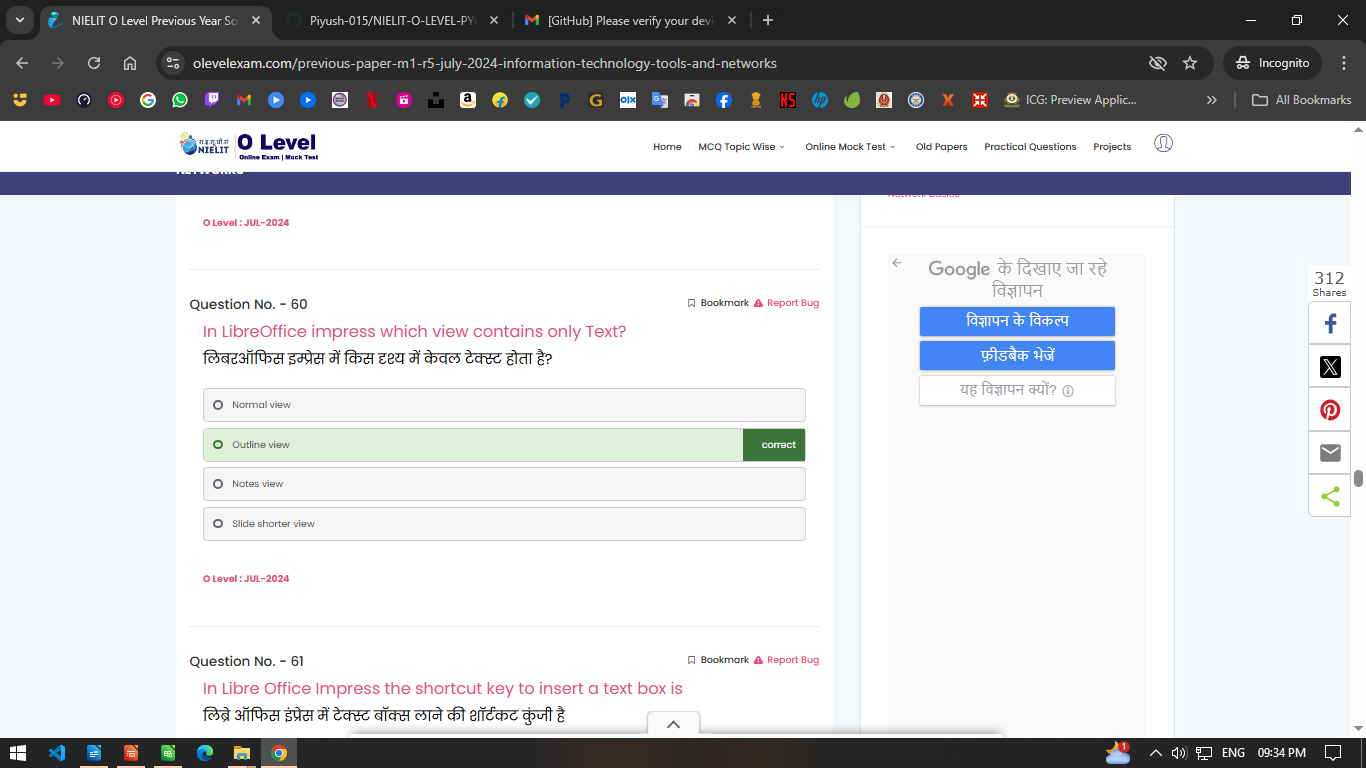 NIELIT O Level Previous Year So
Piyush-015/NIELIT-O-LEVEL-PY
[GitHub] Please verify your devi
olevelexam.com/previous-paper-m1-r5-july-2024-information-technology-tools-and-networks
Incognito
ICG: Preview Applic...
All Bookmarks
NIELIT
O Level
Online Exam | Mock Test
Home
MCQ Topic Wise
Online Mock Test
Old Papers
Practical Questions
Projects
NETWORKS
Network Basics
O Level : JUL-2024
Question No. - 60
Bookmark
Report Bug
In LibreOffice impress which view contains only Text?
लिबरऑफिस इम्प्रेस में किस दृश्य में केवल टेक्स्ट होता है?
Normal view
Outline view
correct
Notes view
Slide shorter view
O Level : JUL-2024
Question No. - 61
Bookmark
Report Bug
In Libre Office Impress the shortcut key to insert a text box is
लिब्रे ऑफिस इंप्रेस में टेक्स्ट बॉक्स लाने की शॉर्टकट कुंजी है
Google के दिखाए जा रहे
विज्ञापन
विज्ञापन के विकल्प
फ़ीडबैक भेजें
यह विज्ञापन क्यों?
312
Shares
1
ENG
09:34 PM